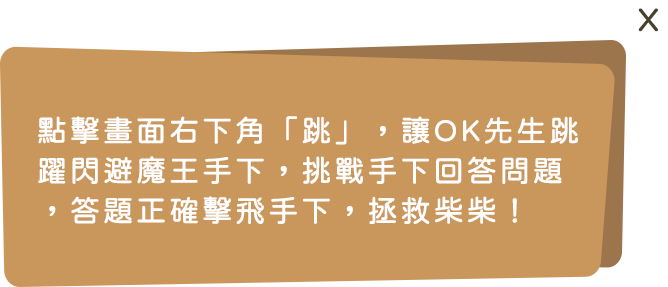 X
點擊畫面右下角「跳」，讓OK先生跳
躍閃避魔王手下，挑戰手下回答問題
，答題正確擊飛手下，拯救柴柴！